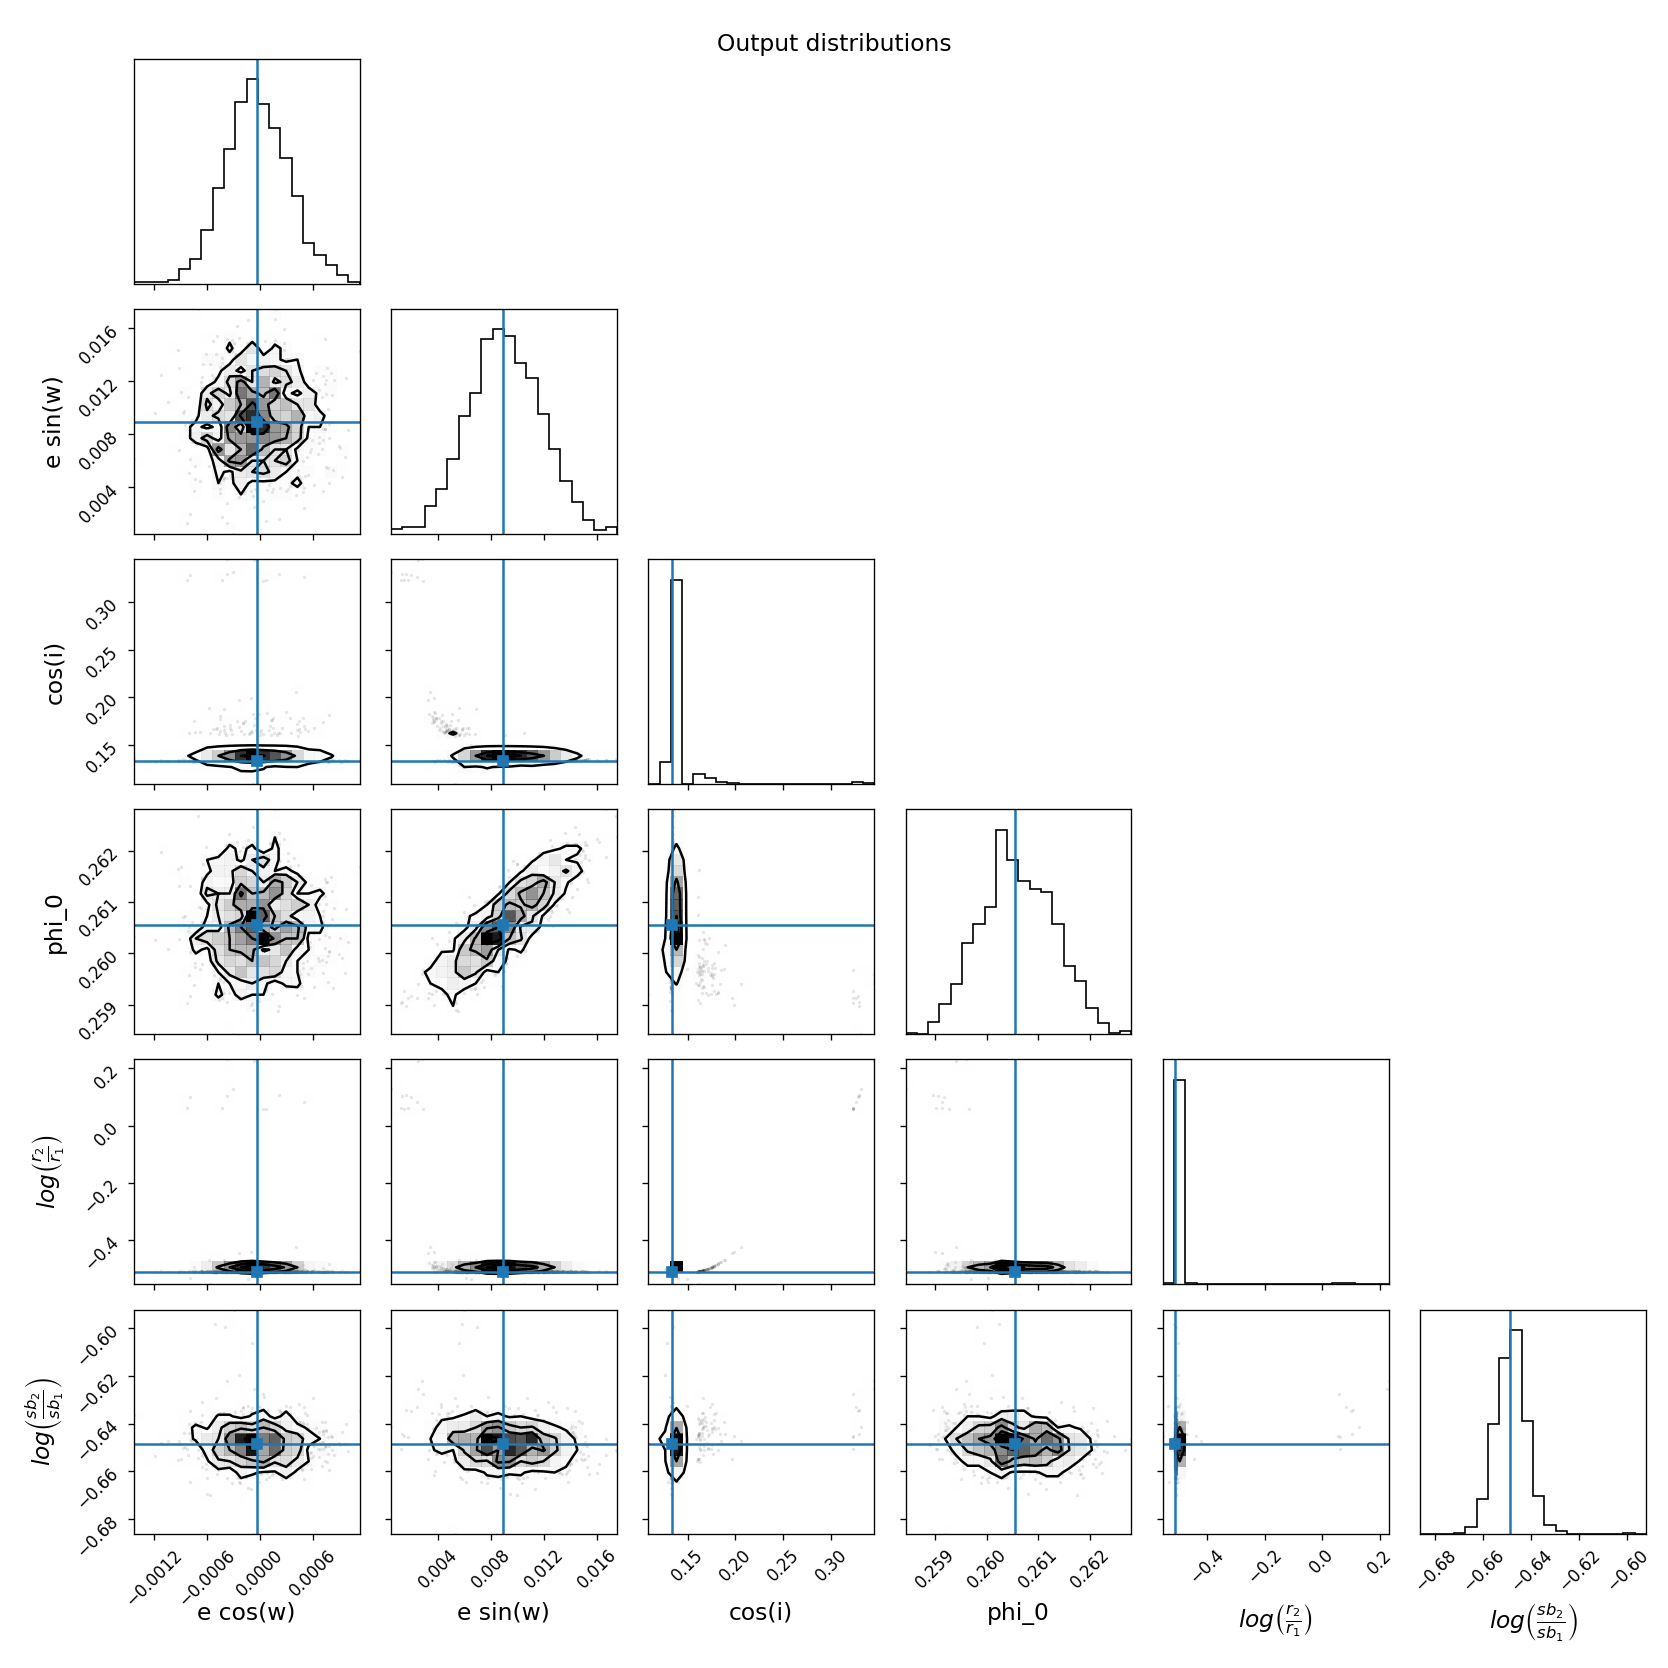 Output distributions
e sin(w)
0.016
0.012
0.008
0.004
cos(i)
0.30
0.25
0.20
0.15
phi_0
0.262
0.261
0.260
0.259
log(r₂/r₁)
0.2
0.0
−0.2
−0.4
log(sb₂/sb₁)
−0.60
−0.62
−0.64
−0.66
−0.68
−0.0012 −0.0006 0.0000 0.0006
0.004 0.008 0.012 0.016
0.15 0.20 0.25 0.30
0.259 0.260 0.261 0.262
−0.4 −0.2 0.0 0.2
−0.68 −0.66 −0.64 −0.62 −0.60
e cos(w) e sin(w) cos(i) phi_0 log(r₂/r₁) log(sb₂/sb₁)